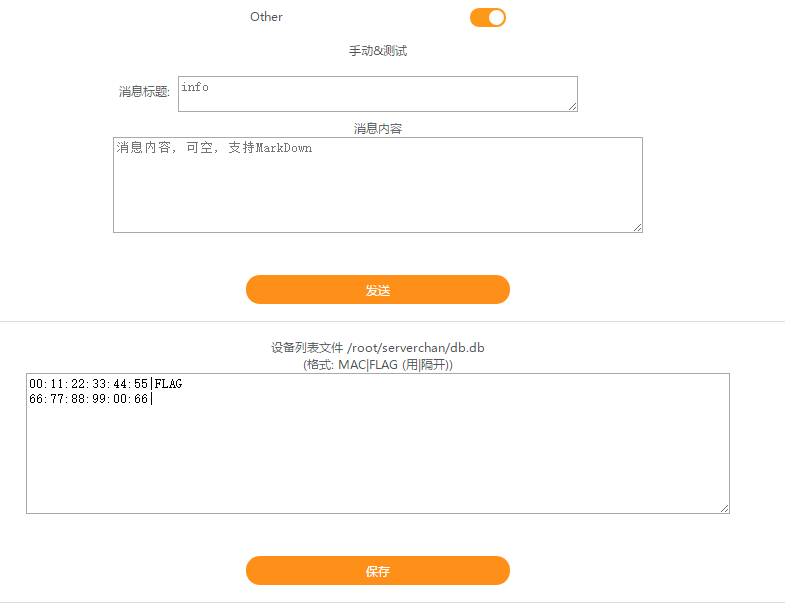 Other
手动&测试
消息标题: info
消息内容
消息内容, 可空, 支持MarkDown
发送
设备列表文件 /root/serverchan/db.db
(格式: MAC|FLAG (用|隔开))
00:11:22:33:44:55|FLAG
66:77:88:99:00:66|
保存